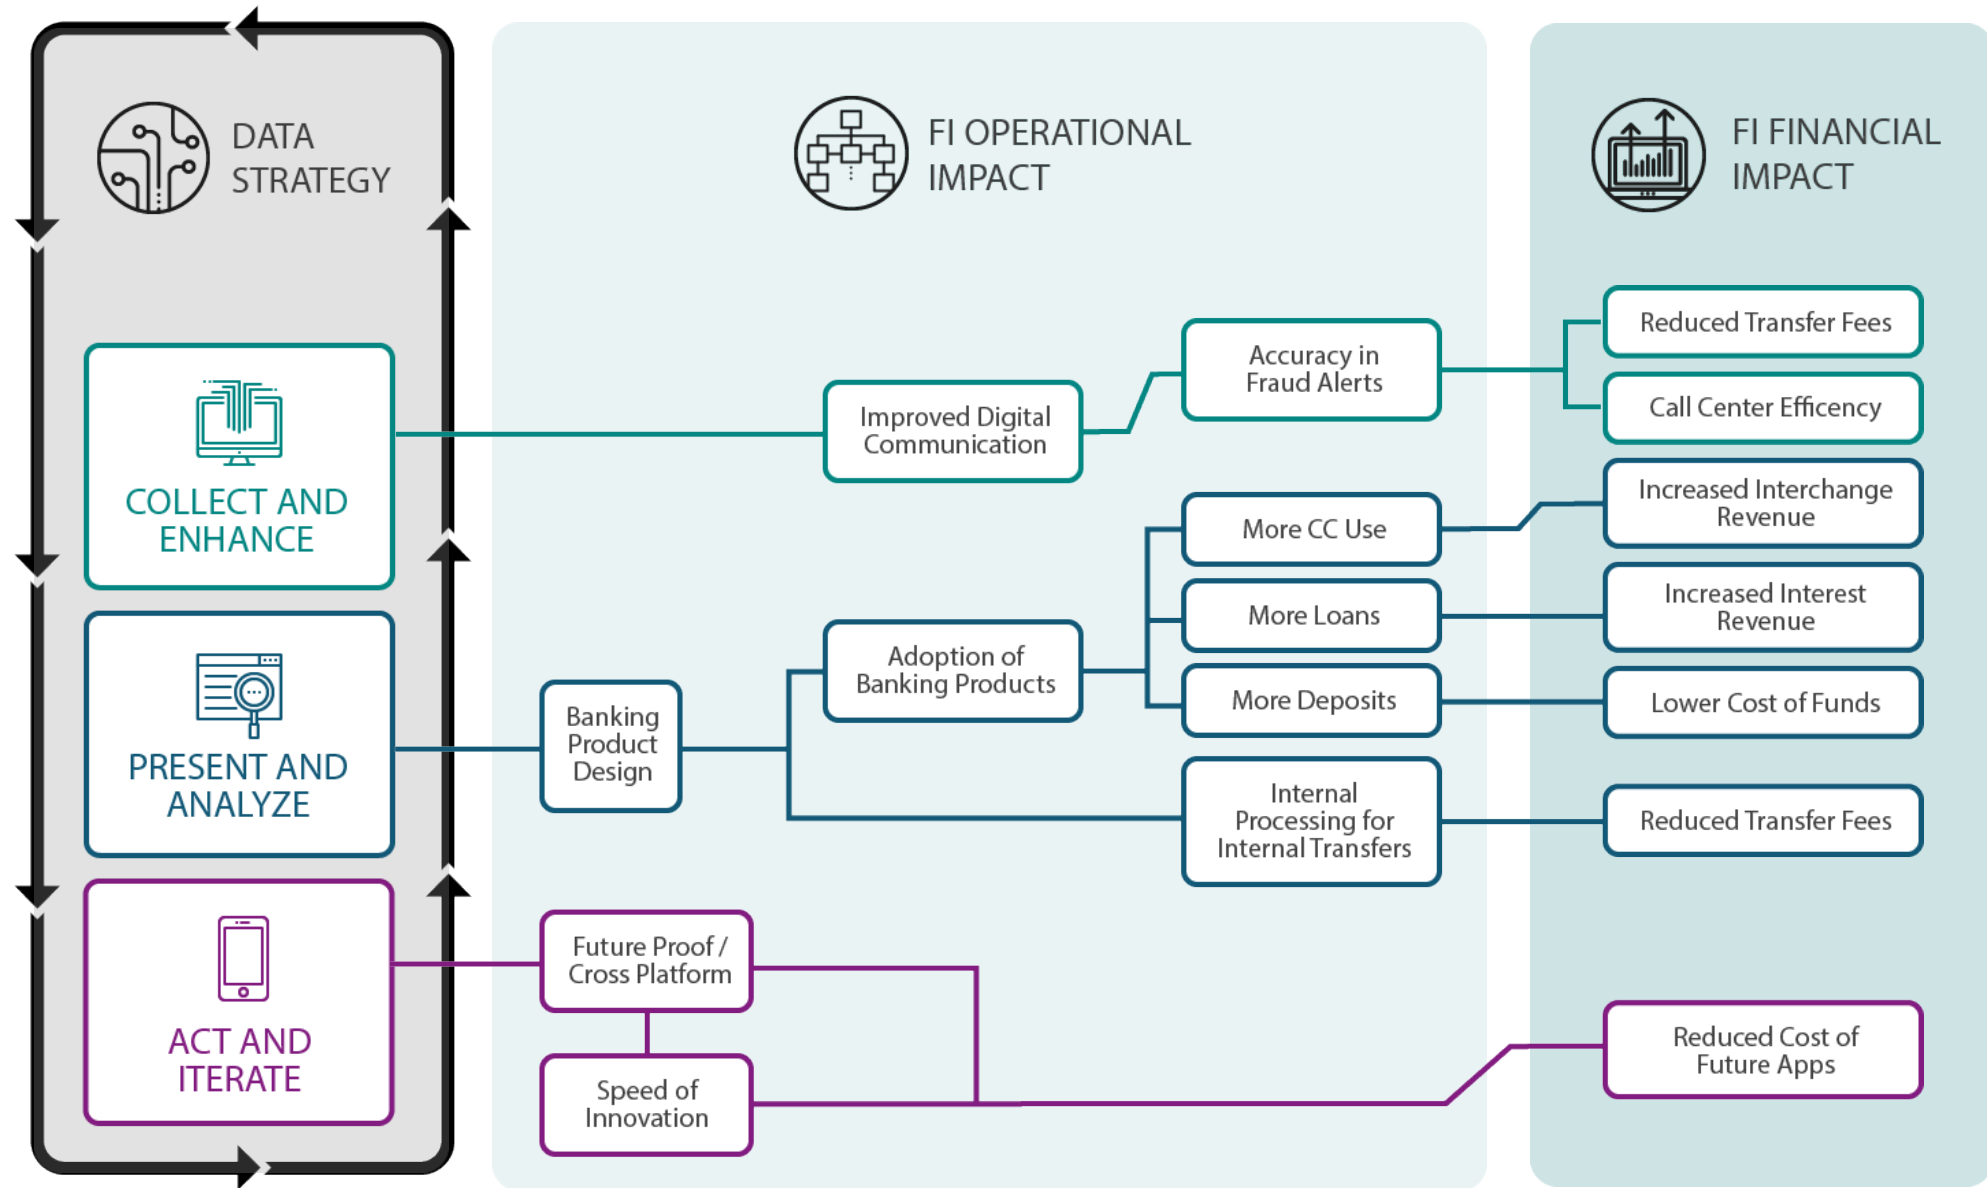 DATA
STRATEGY
FI OPERATIONAL
IMPACT
FI FINANCIAL
IMPACT
COLLECT AND
ENHANCE
Improved Digital
Communication
Accuracy in
Fraud Alerts
Reduced Transfer Fees
Call Center Efficency
PRESENT AND
ANALYZE
Banking
Product
Design
Adoption of
Banking Products
More CC Use
More Loans
More Deposits
Internal
Processing for
Internal Transfers
Increased Interchange
Revenue
Increased Interest
Revenue
Lower Cost of Funds
Reduced Transfer Fees
ACT AND
ITERATE
Future Proof /
Cross Platform
Speed of
Innovation
Reduced Cost of
Future Apps